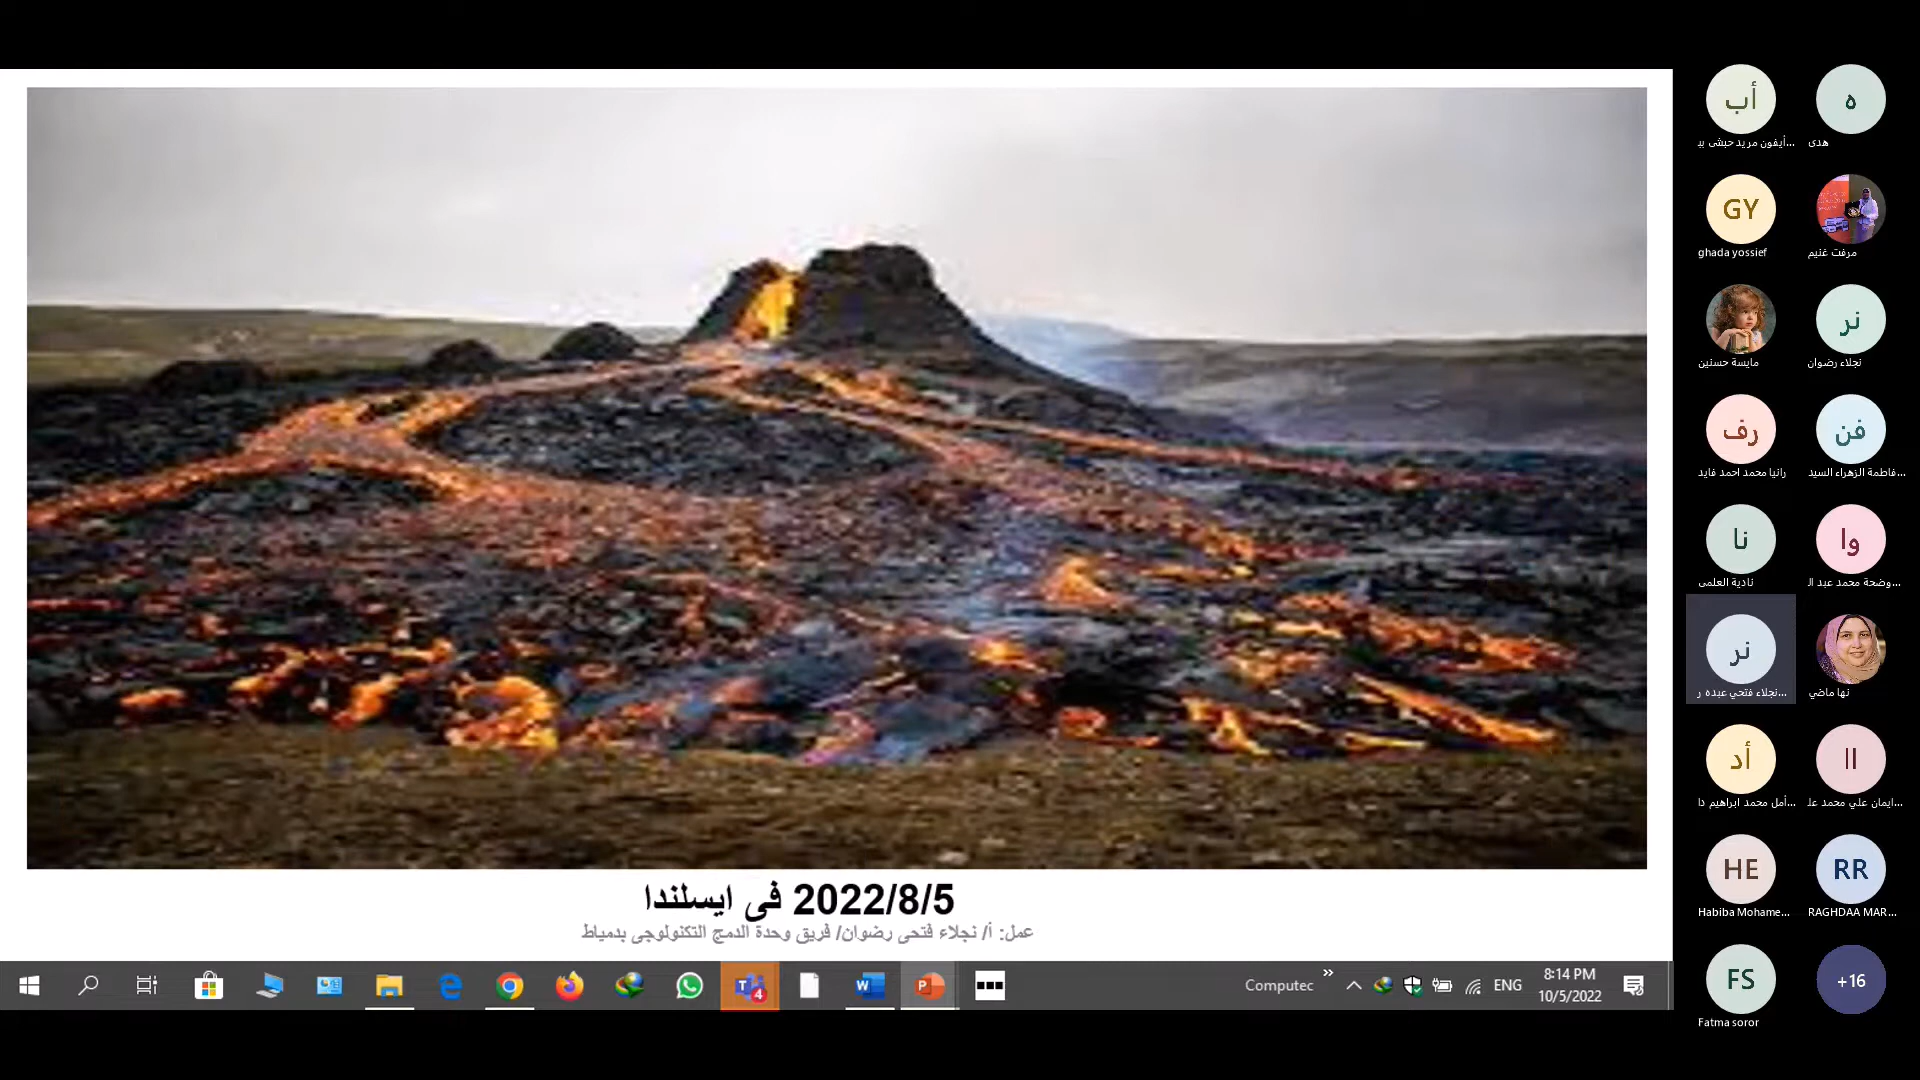 2022/8/5 فى ايسلندا
عمل: أ/ نجلاء فتحى رضوان/ فريق وحدة الدمج التكنولوجى بدمياط
Computec
ENG
8:14 PM
10/5/2022
4
أب
أيفون مريد حبشى بي...
ه
هدى
GY
ghada yossief
مرفت غنيم
مايسة حسنين
نر
نجلاء رضوان
رف
رانيا محمد احمد فايد
فن
فاطمة الزهراء السيد...
نا
نادية العلمى
وا
وضحة محمد عبد ال...
نر
نجلاء فتحي عبده ر...
نها ماضي
أد
أمل محمد ابراهيم دا...
اا
ايمان علي محمد عل...
HE
Habiba Mohame...
RR
RAGHDAA MAR...
FS
Fatma soror
+16